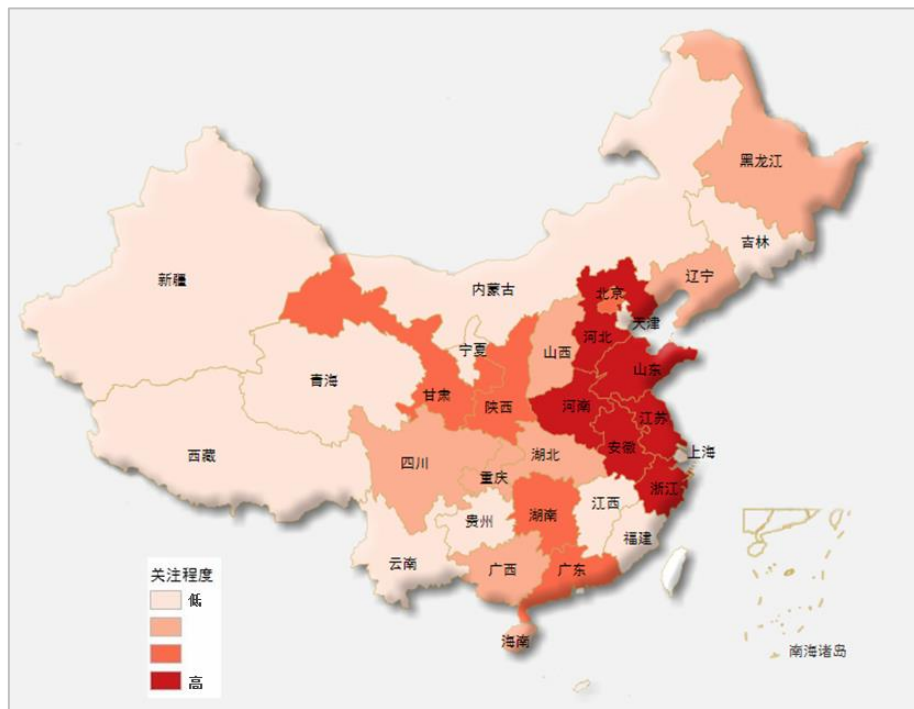 黑龙江
吉林
辽宁
新疆
内蒙古
北京
天津
宁夏
河北
山西
山东
青海
甘肃
陕西
河南
江苏
西藏
四川
湖北
安徽
上海
重庆
浙江
贵州
湖南
江西
云南
福建
广西
广东
海南
南海诸岛
关注程度
低
高